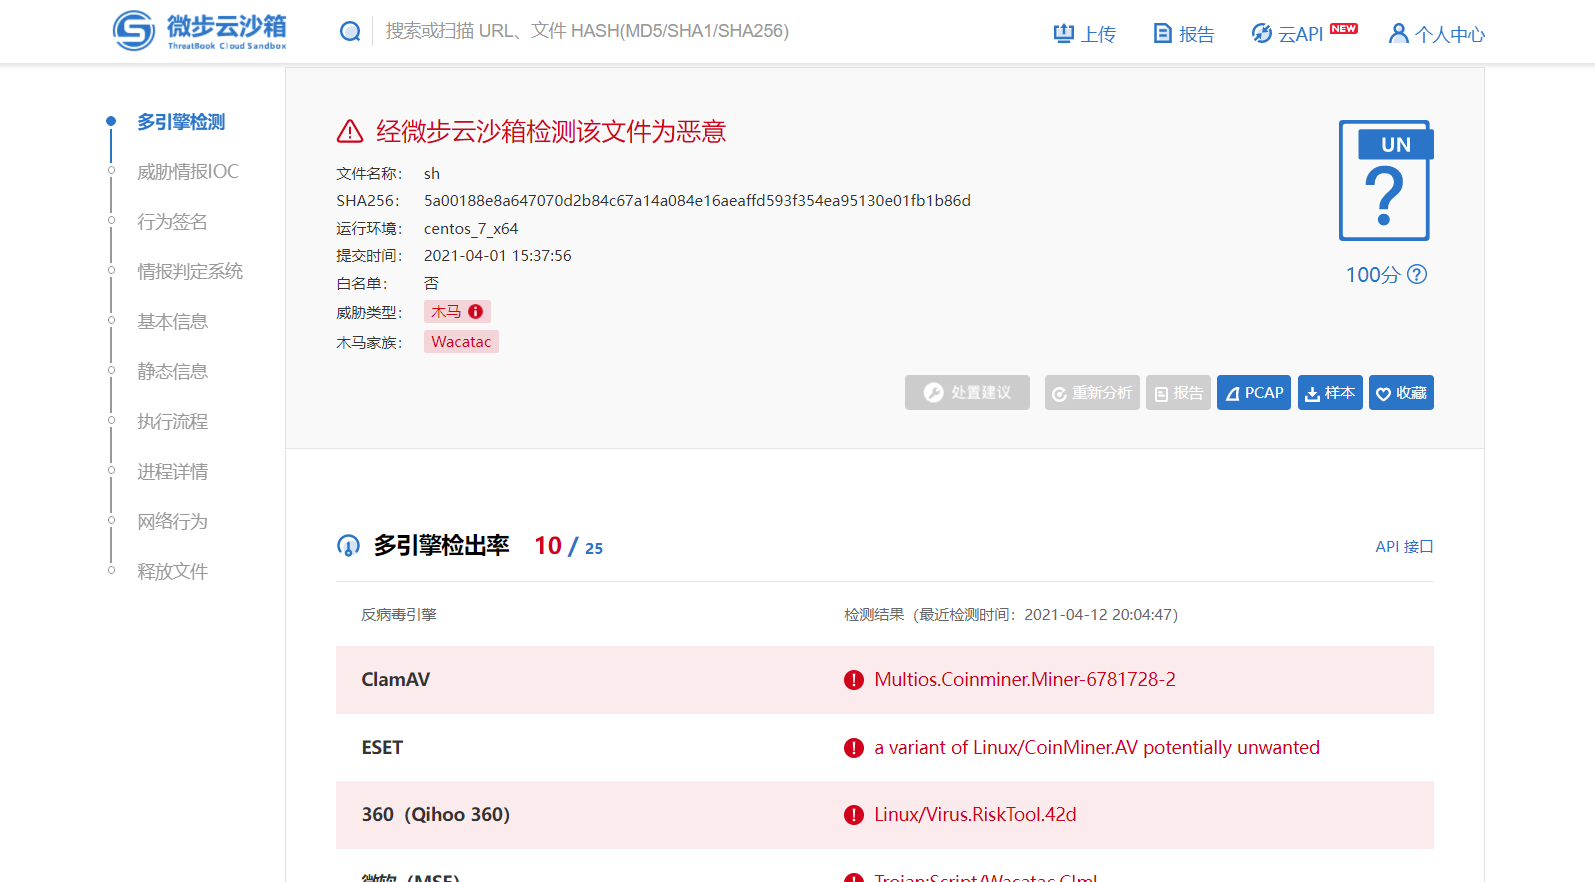 微步云沙箱
ThreatBook Cloud Sandbox
搜索或扫描 URL、文件 HASH(MD5/SHA1/SHA256)
上传
报告
云API NEW
个人中心
多引擎检测
威胁情报IOC
行为签名
情报判定系统
基本信息
静态信息
执行流程
进程详情
网络行为
释放文件
经微步云沙箱检测该文件为恶意
文件名称： sh
SHA256： 5a00188e8a647070d2b84c67a14a084e16aeaffd593f354ea95130e01fb1b86d
运行环境： centos_7_x64
提交时间： 2021-04-01 15:37:56
白名单： 否
威胁类型： 木马
木马家族： Wacatac
UN
?
100分
处置建议
重新分析
报告
PCAP
样本
收藏
多引擎检出率 10 / 25
API 接口
反病毒引擎
检测结果（最近检测时间：2021-04-12 20:04:47）
ClamAV
Multios.Coinminer.Miner-6781728-2
ESET
a variant of Linux/CoinMiner.AV potentially unwanted
360（Qihoo 360）
Linux/Virus.RiskTool.42d
微软（MSE）
Trojan:Script/Wacatac.C!ml